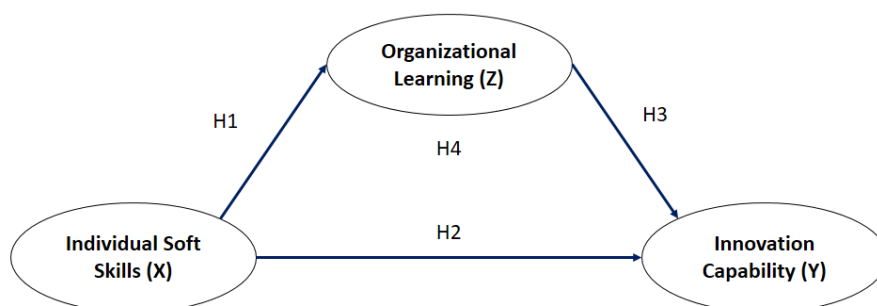 Organizational
Learning (Z)
H1
H3
H4
H2
Individual Soft
Skills (X)
Innovation
Capability (Y)